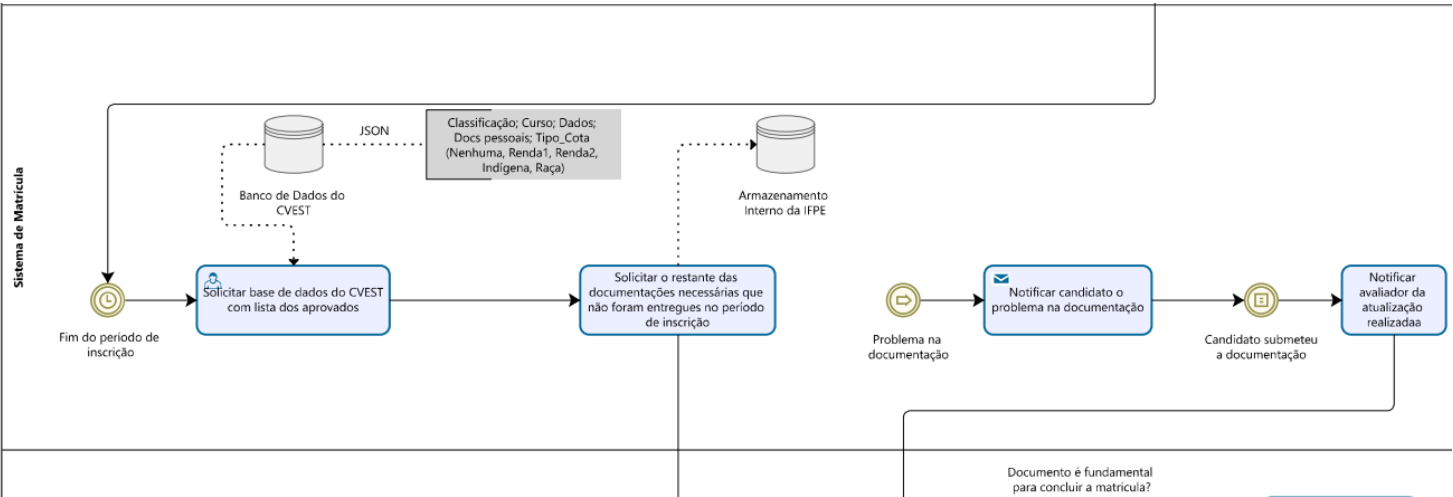 Sistema de Matrícula
JSON
Classificação; Curso; Dados;
Docs pessoais; Tipo_Cota
(Nenhuma, Renda1, Renda2,
Indígena, Raça)
Banco de Dados do
CVEST
Armazenamento
Interno da IFPE
Fim do período de
inscrição
Solicitar base de dados do CVEST
com lista dos aprovados
Solicitar o restante das
documentações necessárias que
não foram entregues no período
de inscrição
Problema na
documentação
Notificar candidato o
problema na documentação
Candidato submeteu
a documentação
Notificar
avaliador da
atualização
realizadaa
Documento é fundamental
para concluir a matrícula?